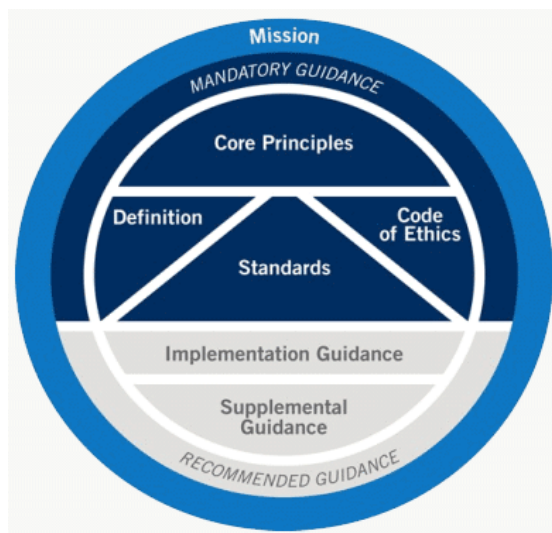 Mission
MANDATORY GUIDANCE
Core Principles
Definition
Code
of Ethics
Standards
Implementation Guidance
Supplemental
Guidance
RECOMMENDED GUIDANCE